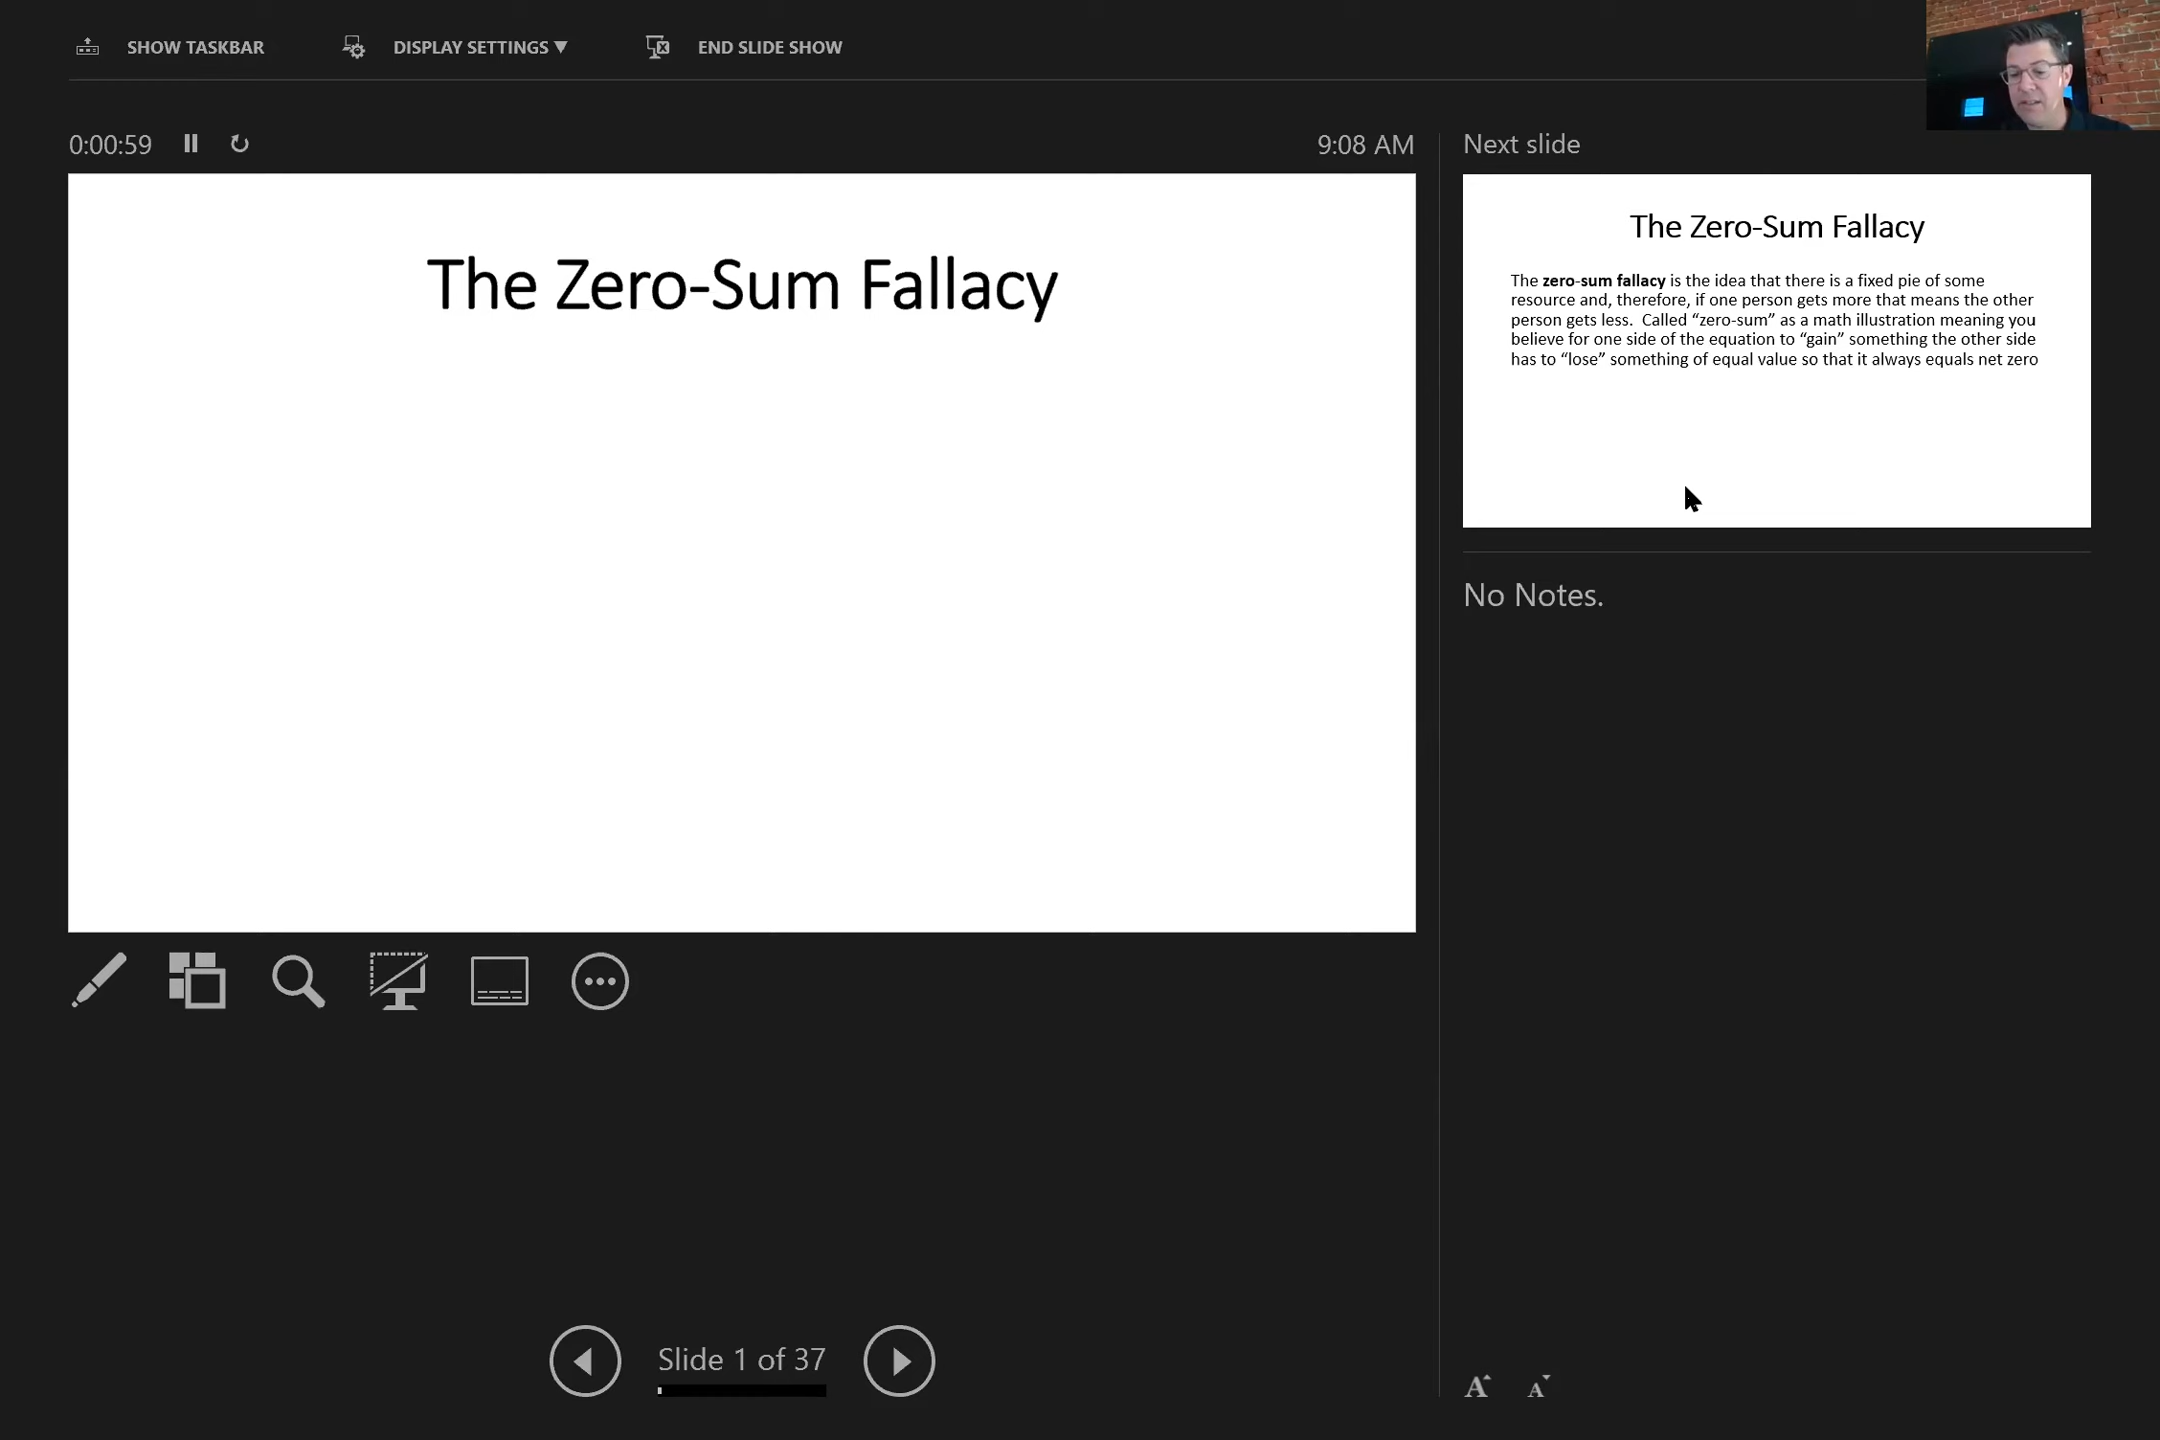 SHOW TASKBAR
DISPLAY SETTINGS ▼
END SLIDE SHOW
0:00:59
9:08 AM
The Zero-Sum Fallacy
Slide 1 of 37
Next slide
The Zero-Sum Fallacy
The zero-sum fallacy is the idea that there is a fixed pie of some
resource and, therefore, if one person gets more that means the other
person gets less.  Called “zero-sum” as a math illustration meaning you
believe for one side of the equation to “gain” something the other side
has to “lose” something of equal value so that it always equals net zero
No Notes.
A A